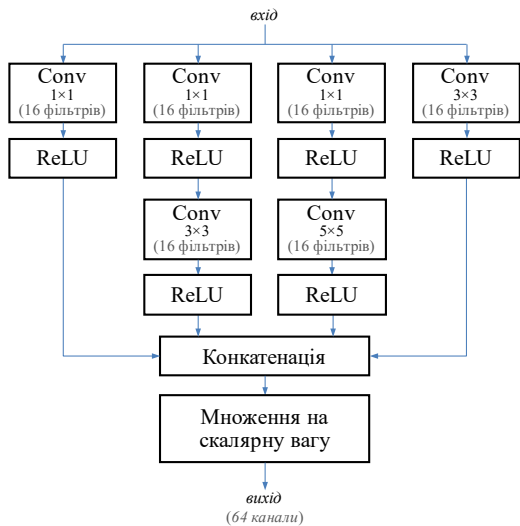 вхід
Conv
1×1
(16 фільтрів)
Conv
1×1
(16 фільтрів)
Conv
1×1
(16 фільтрів)
Conv
3×3
(16 фільтрів)
ReLU
ReLU
ReLU
ReLU
Conv
3×3
(16 фільтрів)
Conv
5×5
(16 фільтрів)
ReLU
ReLU
Конкатенація
Множення на
скалярну вагу
вихід
(64 канали)